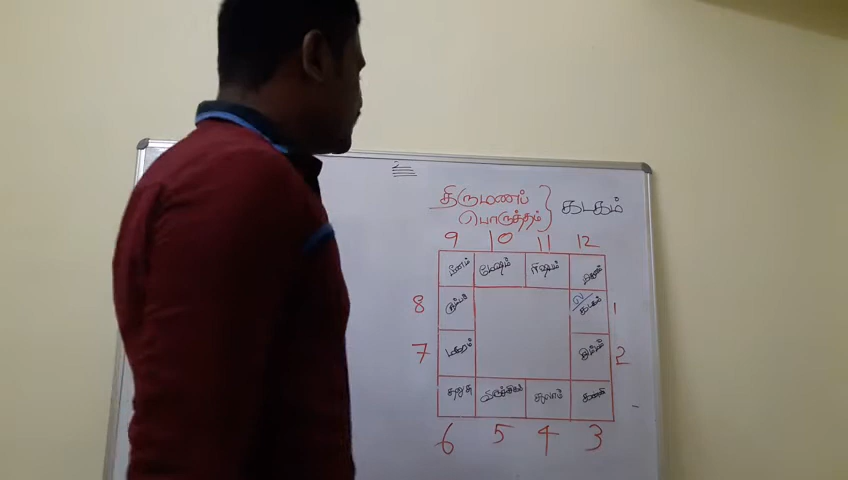 திருமணப்
பொருத்தம்
கடகம்
9 10 11 12
மீனம் மேஷம் ரிஷபம் மிதுனம்
8 கும்பம் ல கடகம் 1
7 மகரம் சிம்மம் 2
தனுசு விருச்சிகம் துலாம் கன்னி
6 5 4 3